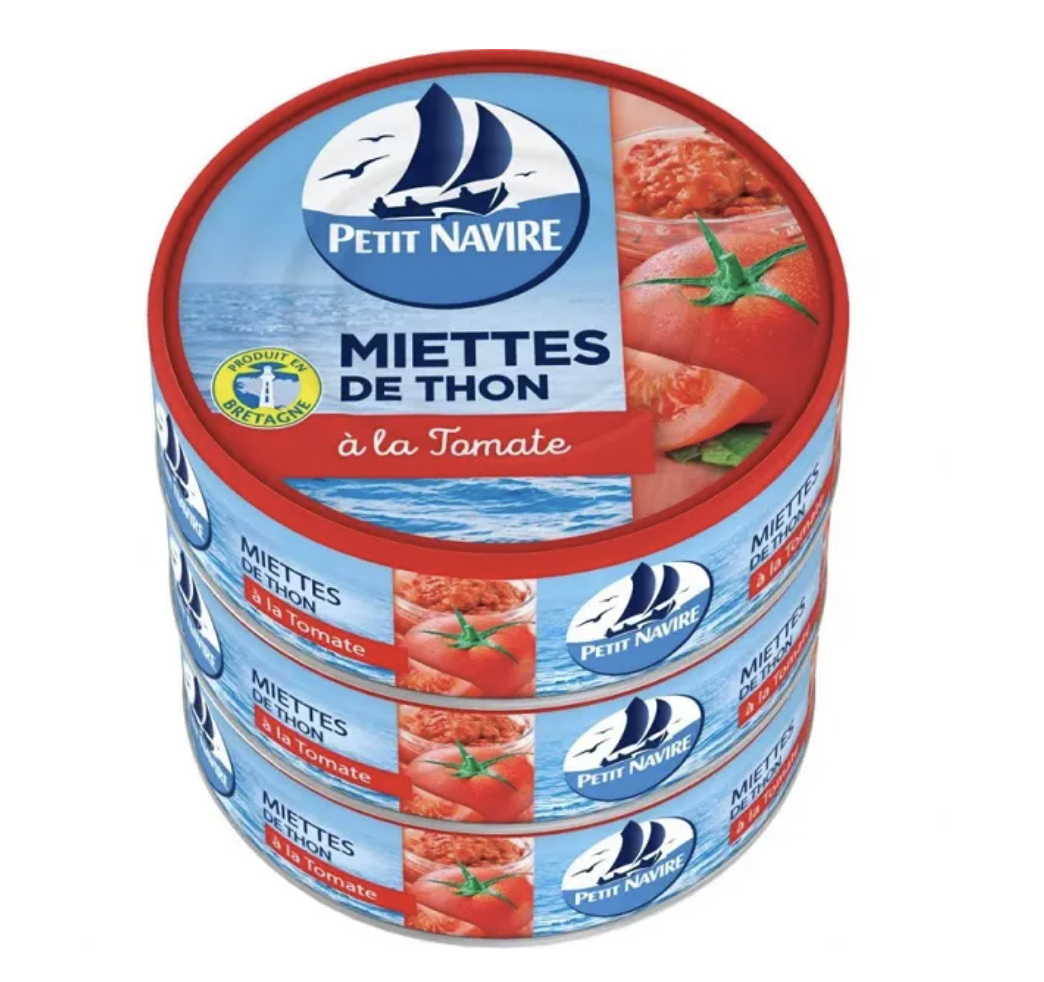 PETIT NAVIRE
MIETTES
DE THON
PRODUIT EN
BRETAGNE
à la Tomate
MIETTES
DE THON
à la Tomate
PETIT NAVIRE
MIETTES
DE THON
à la Tomate
MIETTES
DE THON
à la Tomate
PETIT NAVIRE
MIETTES
DE THON
à la Tomate
MIETTES
DE THON
à la Tomate
PETIT NAVIRE
MIETTES
DE THON
à la Tomate